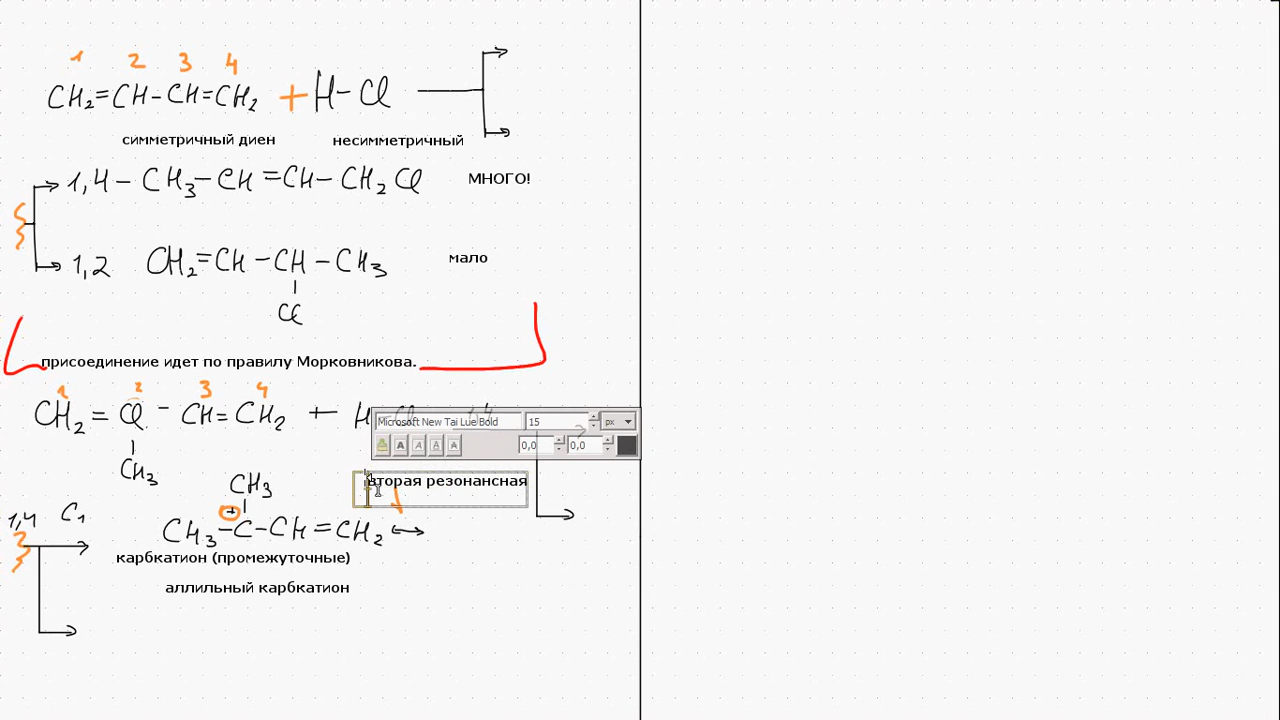 1 2 3 4
CH₂=CH-CH=CH₂ + H-Cl
симметричный диен несимметричный
1,4 - CH₃-CH=CH-CH₂Cl МНОГО!
1,2 CH₂=CH-CH-CH₃ мало
Cl
присоединение идет по правилу Морковникова.
1 2 3 4
CH₂ = C - CH=CH₂ + H-Cl 1,4
Microsoft New Tai Lue Bold 15 px
A A A A 0,0 0,0
CH₃
вторая резонансная
CH₃
1,4 C₁
+
CH₃-C-CH=CH₂ ↔
карбкатион (промежуточные)
аллильный карбкатион